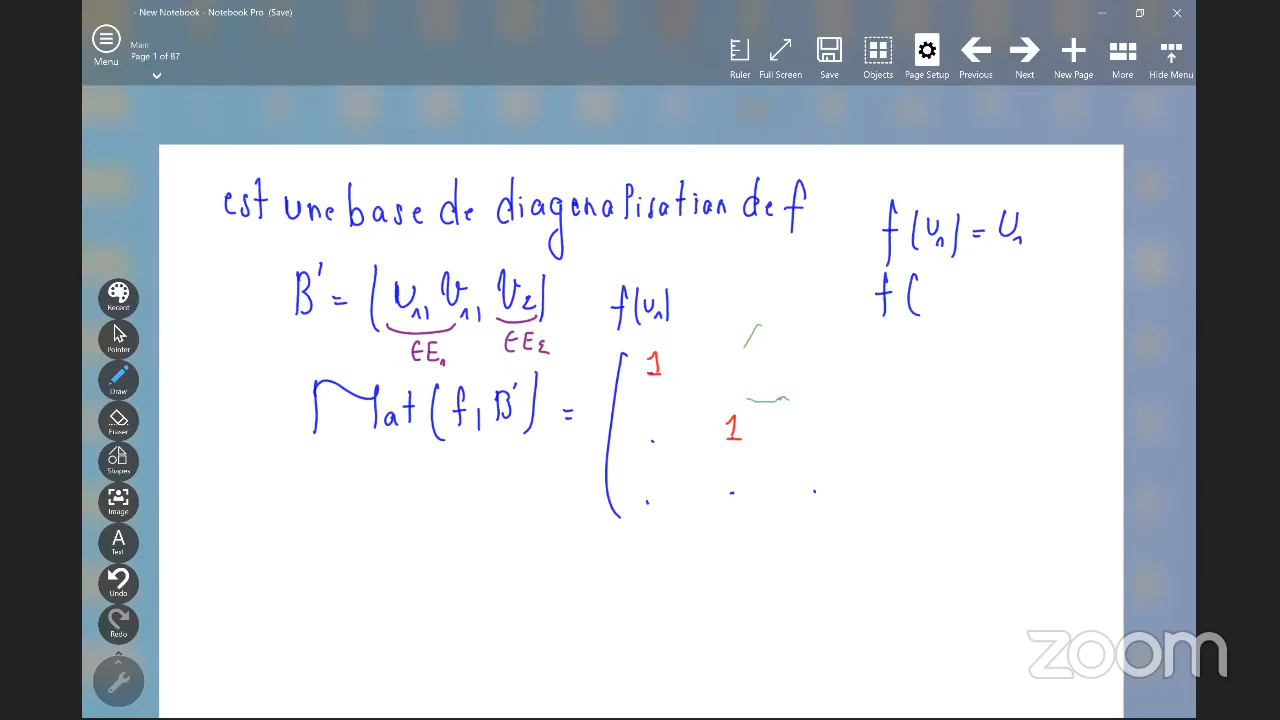 - New Notebook - Notebook Pro (Save)
Menu
Main
Page 1 of 87
Ruler
Full Screen
Save
Objects
Page Setup
Previous
Next
New Page
More
Hide Menu
est une base de diagonalisation de f
f(u₁) = u₁
B' = (u₁, v₁, v₂)
f(u₁)
f(
∈E₁
∈E₂
1
Mat(f, B') =
1
Recent
Pointer
Draw
Eraser
Shapes
Image
Text
Undo
Redo
zoom